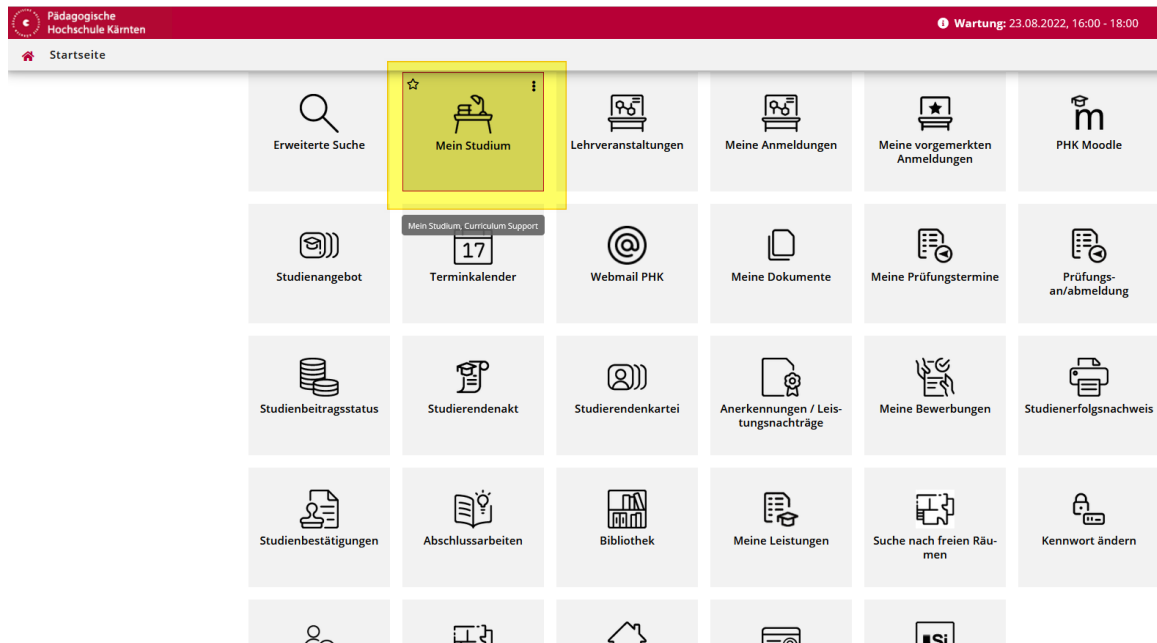 Pädagogische
Hochschule Kärnten
Wartung: 23.08.2022, 16:00 - 18:00
Startseite
Erweiterte Suche
Mein Studium
Lehrveranstaltungen
Meine Anmeldungen
Meine vorgemerkten
Anmeldungen
m
PHK Moodle
Mein Studium, Curriculum Support
Studienangebot
17
Terminkalender
@
Webmail PHK
Meine Dokumente
Meine Prüfungstermine
Prüfungs-
an/abmeldung
Studienbeitragsstatus
Studierendenakt
Studierendenkartei
Anerkennungen / Leis-
tungsnachträge
Meine Bewerbungen
Studienerfolgsnachweis
Studienbestätigungen
Abschlussarbeiten
Bibliothek
Meine Leistungen
Suche nach freien Räu-
men
Kennwort ändern